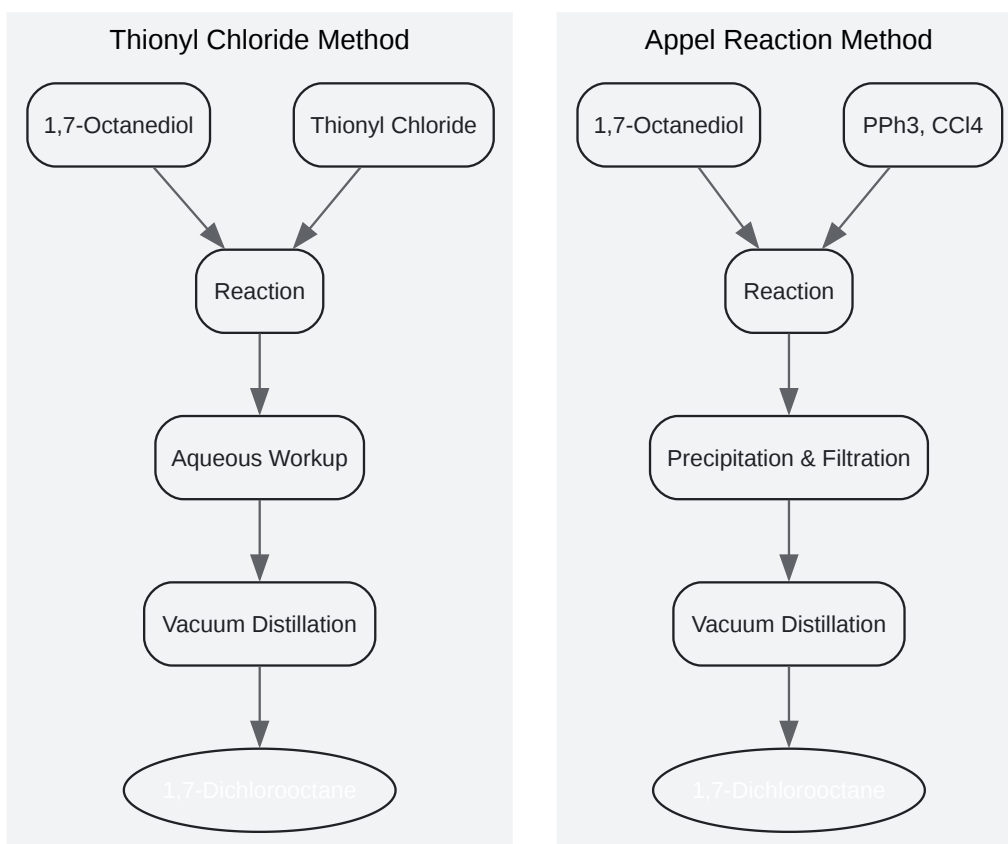 Thionyl Chloride Method
1,7-Octanediol
Thionyl Chloride
Reaction
Aqueous Workup
Vacuum Distillation
1,7-Dichlorooctane
Appel Reaction Method
1,7-Octanediol
PPh3, CCl4
Reaction
Precipitation & Filtration
Vacuum Distillation
1,7-Dichlorooctane